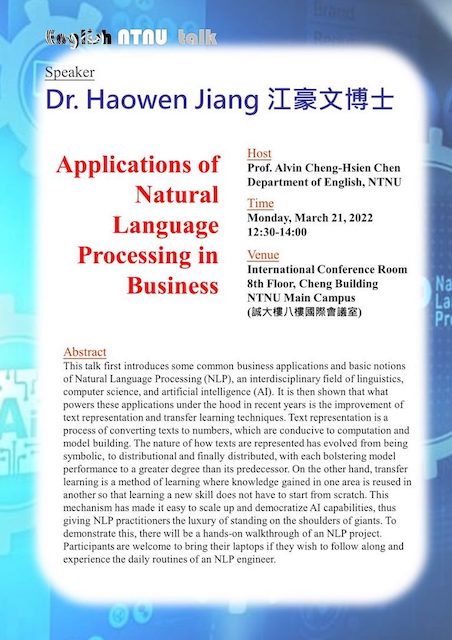 English NTNU talk
Speaker
Dr. Haowen Jiang 江豪文博士
Applications of
Natural
Language
Processing in
Business
Host
Prof. Alvin Cheng-Hsien Chen
Department of English, NTNU
Time
Monday, March 21, 2022
12:30-14:00
Venue
International Conference Room
8th Floor, Cheng Building
NTNU Main Campus
(誠大樓八樓國際會議室)
Abstract
This talk first introduces some common business applications and basic notions
of Natural Language Processing (NLP), an interdisciplinary field of linguistics,
computer science, and artificial intelligence (AI). It is then shown that what
powers these applications under the hood in recent years is the improvement of
text representation and transfer learning techniques. Text representation is a
process of converting texts to numbers, which are conducive to computation and
model building. The nature of how texts are represented has evolved from being
symbolic, to distributional and finally distributed, with each bolstering model
performance to a greater degree than its predecessor. On the other hand, transfer
learning is a method of learning where knowledge gained in one area is reused in
another so that learning a new skill does not have to start from scratch. This
mechanism has made it easy to scale up and democratize AI capabilities, thus
giving NLP practitioners the luxury of standing on the shoulders of giants. To
demonstrate this, there will be a hands-on walkthrough of an NLP project.
Participants are welcome to bring their laptops if they wish to follow along and
experience the daily routines of an NLP engineer.